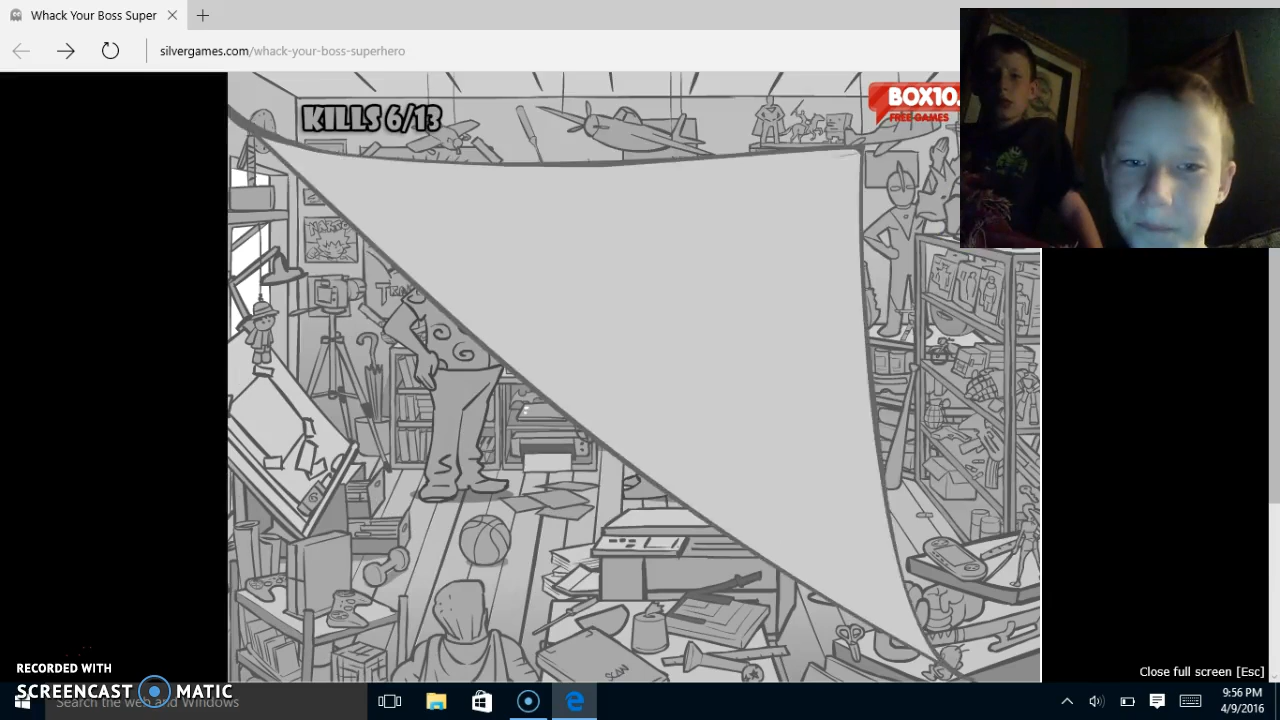 Whack Your Boss Super
silvergames.com/whack-your-boss-superhero
KILLS 6/13
BOX10.
FREE GAMES
SCAN
Close full screen [Esc]
RECORDED WITH
SCREENCAST MATIC
Search the web and Windows
9:56 PM
4/9/2016